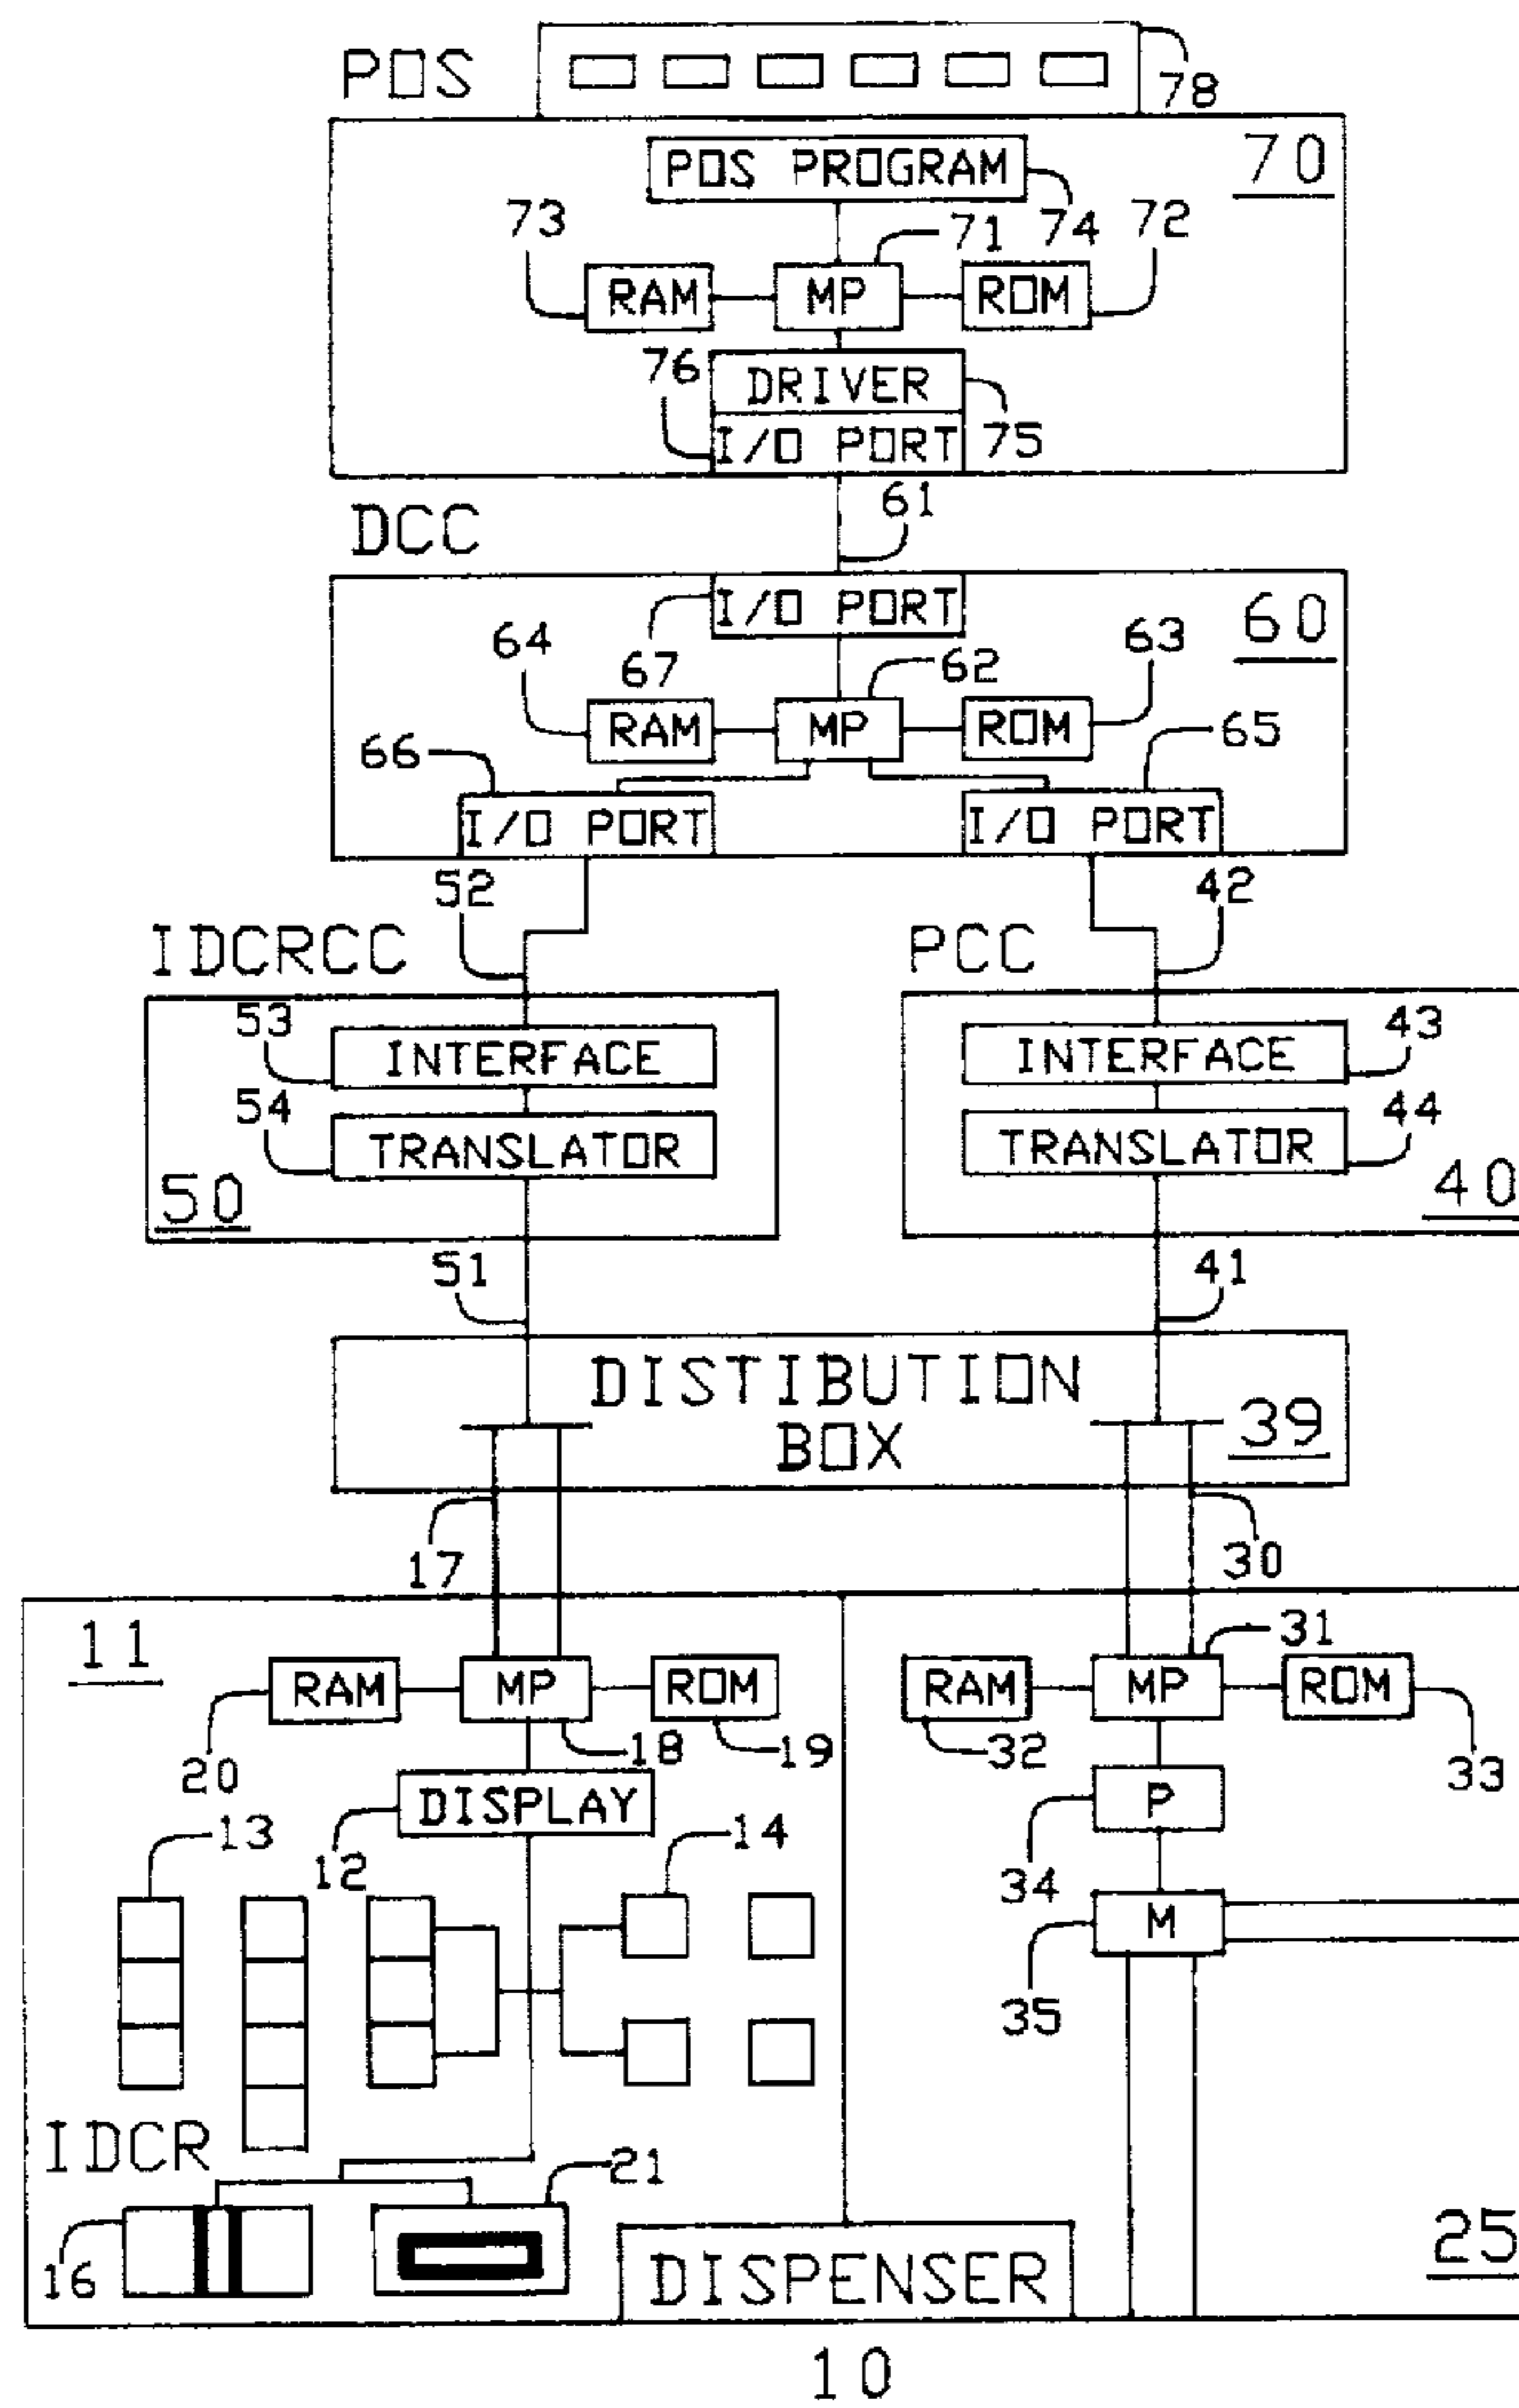 POS
78
POS PROGRAM
70
73
71
74
72
RAM
MP
ROM
76
DRIVER
75
I/O PORT
61
DCC
I/O PORT
60
64
67
62
63
RAM
MP
ROM
66
65
I/O PORT
I/O PORT
52
42
IDCRCC
PCC
53
INTERFACE
INTERFACE
43
54
TRANSLATOR
TRANSLATOR
44
50
40
51
41
DISTIBUTION
BOX
39
17
30
11
31
RAM
MP
ROM
RAM
MP
ROM
20
18
19
32
33
DISPLAY
P
13
12
14
34
M
35
IDCR
21
16
DISPENSER
25
10